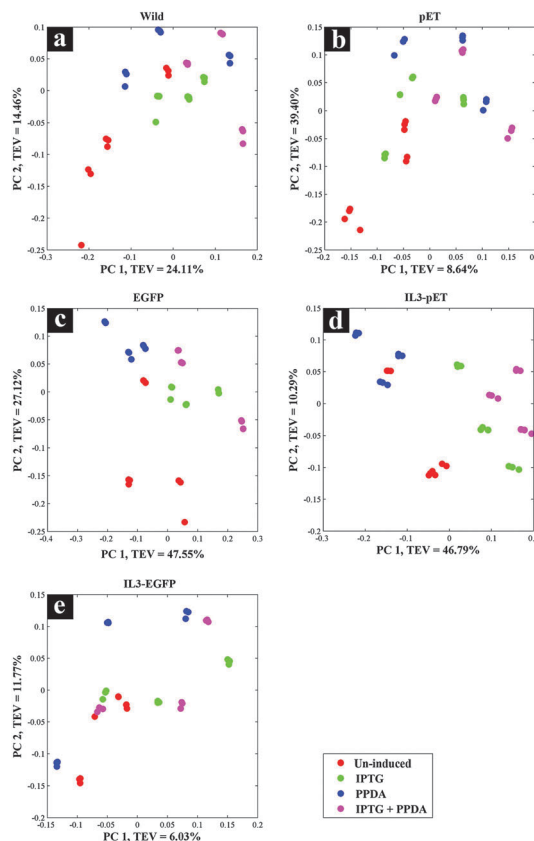 Wild
a
PC 2, TEV = 14.46%
0.1
0.05
0
-0.05
-0.1
-0.15
-0.2
-0.25
-0.3 -0.2 -0.1 0 0.1 0.2
PC 1, TEV = 24.11%
pET
b
PC 2, TEV = 39.40%
0.15
0.1
0.05
0
-0.05
-0.1
-0.15
-0.2
-0.25
-0.2 -0.15 -0.1 -0.05 0 0.05 0.1 0.15
PC 1, TEV = 8.64%
EGFP
c
PC 2, TEV = 27.12%
0.15
0.1
0.05
0
-0.05
-0.1
-0.15
-0.2
-0.25
-0.3 -0.2 -0.1 0 0.1 0.2 0.3 0.4
PC 1, TEV = 47.55%
IL3-pET
d
PC 2, TEV = 10.29%
0.15
0.1
0.05
0
-0.05
-0.1
-0.15
-0.2
-0.3 -0.2 -0.1 0 0.1 0.2
PC 1, TEV = 46.79%
IL3-EGFP
e
PC 2, TEV = 11.77%
0.15
0.1
0.05
0
-0.05
-0.1
-0.15
-0.2
-0.15 -0.1 -0.05 0 0.05 0.1 0.15 0.2
PC 1, TEV = 6.03%
Un-induced
IPTG
PPDA
IPTG + PPDA